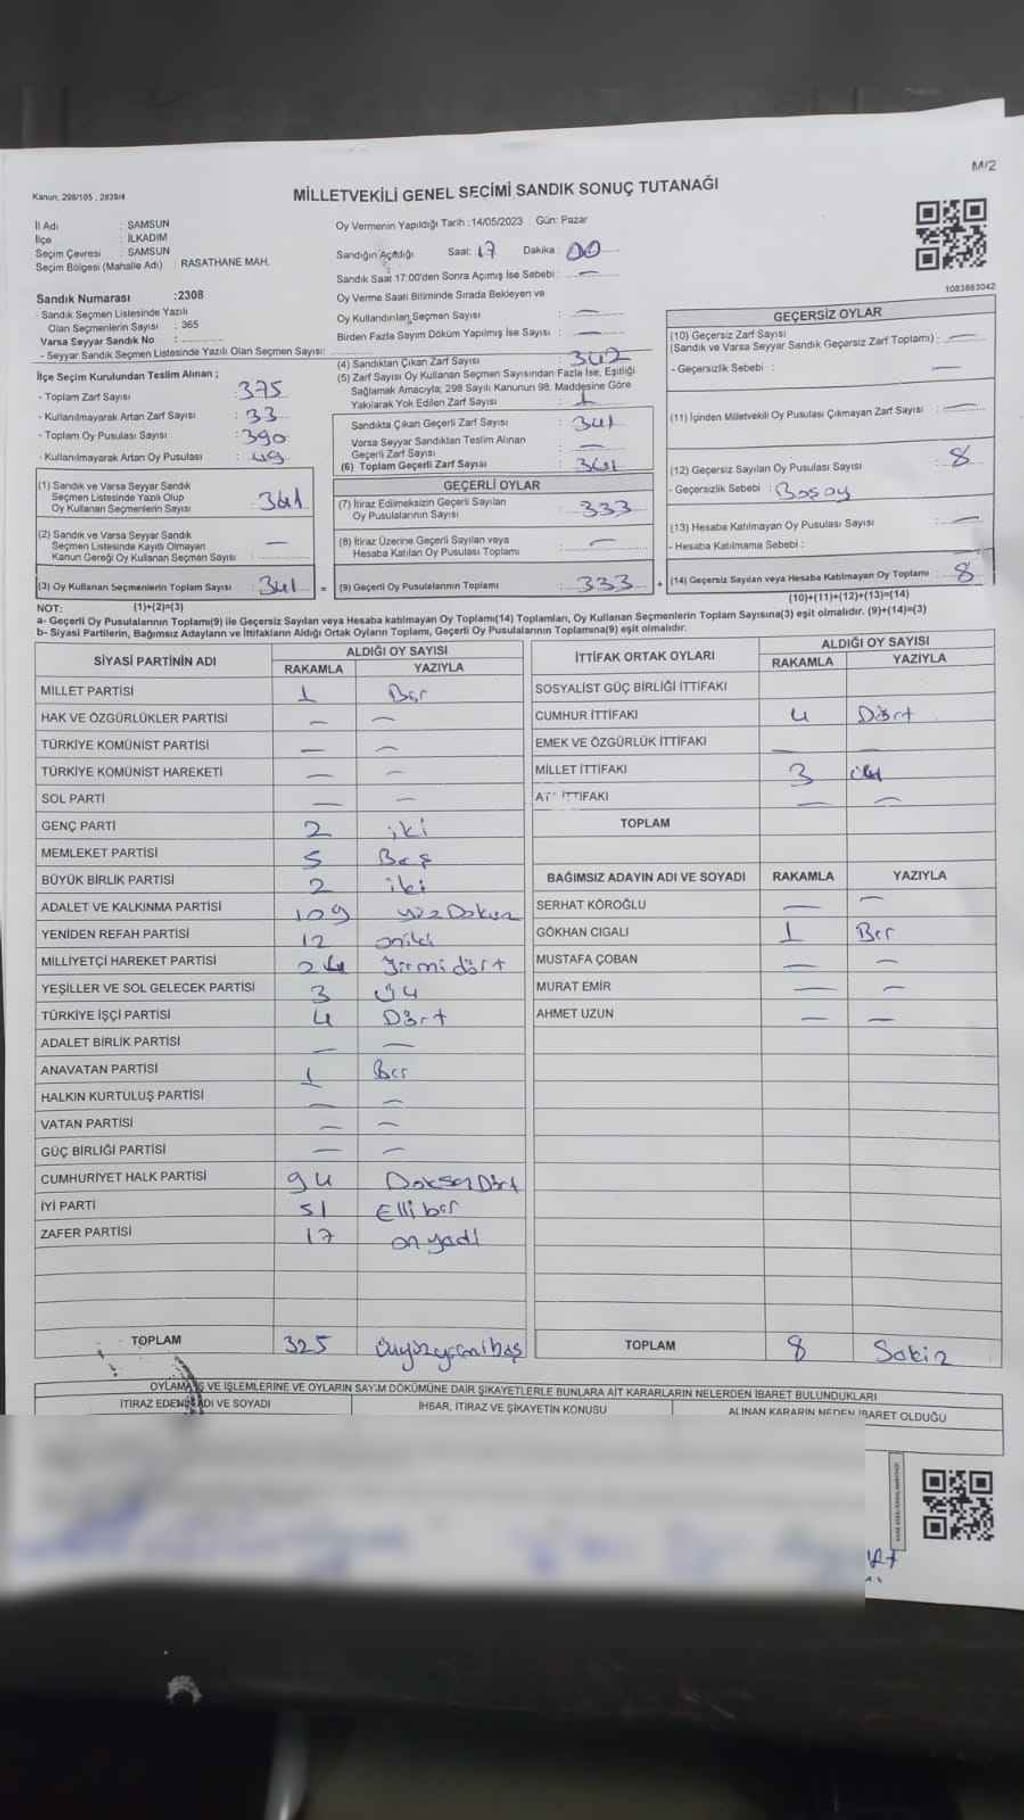 M/2
Kanun: 298/105 , 2839/4
MİLLETVEKİLİ GENEL SEÇİMİ SANDIK SONUÇ TUTANAĞI
İl Adı : SAMSUN
İlçe : İLKADIM
Seçim Çevresi : SAMSUN
Seçim Bölgesi (Mahalle Adı) : RASATHANE MAH.
Oy Vermenin Yapıldığı Tarih : 14/05/2023 Gün: Pazar
Sandığın Açıldığı Saat: 17 Dakika : 00
Sandık Saat 17:00'den Sonra Açımış İse Sebebi : —
Oy Verme Saati Bitiminde Sırada Bekleyen ve
Oy Kullandırılan Seçmen Sayısı : —
Birden Fazla Sayım Döküm Yapılmış İse Sayısı : —
1083883042
Sandık Numarası : 2308
- Sandık Seçmen Listesinde Yazılı
Olan Seçmenlerin Sayısı : 365
Varsa Seyyar Sandık No :
- Seyyar Sandık Seçmen Listesinde Yazılı Olan Seçmen Sayısı:
İlçe Seçim Kurulundan Teslim Alınan ;
- Toplam Zarf Sayısı : 375
- Kullanılmayarak Artan Zarf Sayısı : 33
- Toplam Oy Pusulası Sayısı : 390
- Kullanılmayarak Artan Oy Pusulası : 49
(1) Sandık ve Varsa Seyyar Sandık
Seçmen Listesinde Yazılı Olup
Oy Kullanan Seçmenlerin Sayısı : 341
(2) Sandık ve Varsa Seyyar Sandık
Seçmen Listesinde Kayıtlı Olmayan
Kanun Gereği Oy Kullanan Seçmen Sayısı : —
(3) Oy Kullanan Seçmenlerin Toplam Sayısı : 341 =
(4) Sandıktan Çıkan Zarf Sayısı : 342
(5) Zarf Sayısı Oy Kullanan Seçmen Sayısından Fazla İse, Eşitliği
Sağlamak Amacıyla; 298 Sayılı Kanunun 98. Maddesine Göre
Yakılarak Yok Edilen Zarf Sayısı : 1
Sandıkta Çıkan Geçerli Zarf Sayısı : 341
Varsa Seyyar Sandıktan Teslim Alınan
Geçerli Zarf Sayısı : —
(6) Toplam Geçerli Zarf Sayısı : 341
GEÇERLİ OYLAR
(7) İtiraz Edilmeksizin Geçerli Sayılan
Oy Pusulalarının Sayısı : 333
(8) İtiraz Üzerine Geçerli Sayılan veya
Hesaba Katılan Oy Pusulası Toplamı : —
(9) Geçerli Oy Pusulalarının Toplamı : 333 +
GEÇERSİZ OYLAR
(10) Geçersiz Zarf Sayısı
(Sandık ve Varsa Seyyar Sandık Geçersiz Zarf Toplamı) : —
- Geçersizlik Sebebi : —
(11) İçinden Milletvekili Oy Pusulası Çıkmayan Zarf Sayısı : —
(12) Geçersiz Sayılan Oy Pusulası Sayısı 8
- Geçersizlik Sebebi :
(13) Hesaba Katılmayan Oy Pusulası Sayısı : —
- Hesaba Katılmama Sebebi :
(14) Geçersiz Sayılan veya Hesaba Katılmayan Oy Toplamı : 8
NOT: (1)+(2)=(3) (10)+(11)+(12)+(13)=(14)
a- Geçerli Oy Pusulasının Toplamı(9) ile Geçersiz Sayılan veya Hesaba katılmayan Oy Toplamı(14) Toplamları, Oy Kullanan Seçmenlerin Toplam Sayısına(3) eşit olmalıdır. (9)+(14)=(3)
b- Siyasi Partilerin, Bağımsız Adayların ve İttifakların Aldığı Ortak Oyların Toplamı, Geçerli Oy Pusulalarının Toplamına(9) eşit olmalıdır.
SİYASİ PARTİNİN ADI ALDIĞI OY SAYISI
RAKAMLA YAZIYLA
MİLLET PARTİSİ 1 Bir
HAK VE ÖZGÜRLÜKLER PARTİSİ — —
TÜRKİYE KOMÜNİST PARTİSİ — —
TÜRKİYE KOMÜNİST HAREKETİ — —
SOL PARTİ — —
GENÇ PARTİ 2 iki
MEMLEKET PARTİSİ 5 Beş
BÜYÜK BİRLİK PARTİSİ 2 iki
ADALET VE KALKINMA PARTİSİ 109 yüzDokuz
YENİDEN REFAH PARTİSİ 12 oniki
MİLLİYETÇİ HAREKET PARTİSİ 24 Yirmidört
YEŞİLLER VE SOL GELECEK PARTİSİ 3 Üç
TÜRKİYE İŞÇİ PARTİSİ 4 Dört
ADALET BİRLİK PARTİSİ — —
ANAVATAN PARTİSİ 1 Bir
HALKIN KURTULUŞ PARTİSİ — —
VATAN PARTİSİ — —
GÜÇ BİRLİĞİ PARTİSİ — —
CUMHURİYET HALK PARTİSİ 94 DoksanDört
İYİ PARTİ 51 Ellibir
ZAFER PARTİSİ 17 onyedi
TOPLAM 325 Üçyüzyirmibeş
İTTİFAK ORTAK OYLARI ALDIĞI OY SAYISI
RAKAMLA YAZIYLA
SOSYALİST GÜÇ BİRLİĞİ İTTİFAKI
CUMHUR İTTİFAKI 4 Dört
EMEK VE ÖZGÜRLÜK İTTİFAKI — —
MİLLET İTTİFAKI 3 üç
İTTİFAKI — —
TOPLAM
BAĞIMSIZ ADAYIN ADI VE SOYADI RAKAMLA YAZIYLA
SERHAT KÖROĞLU — —
GÖKHAN CIGALI 1 Bir
MUSTAFA ÇOBAN — —
MURAT EMİR — —
AHMET UZUN — —
TOPLAM 8 Sekiz
OYLAMA İŞ VE İŞLEMLERİNE VE OYLARIN SAYIM DÖKÜMÜNE DAİR ŞİKAYETLERLE BUNLARA AİT KARARLARIN NELERDEN İBARET BULUNDUKLARI
İTİRAZ EDENİN ADI VE SOYADI İHBAR, İTİRAZ VE ŞİKAYETİN KONUSU ALINAN KARARIN NEDEN İBARET OLDUĞU